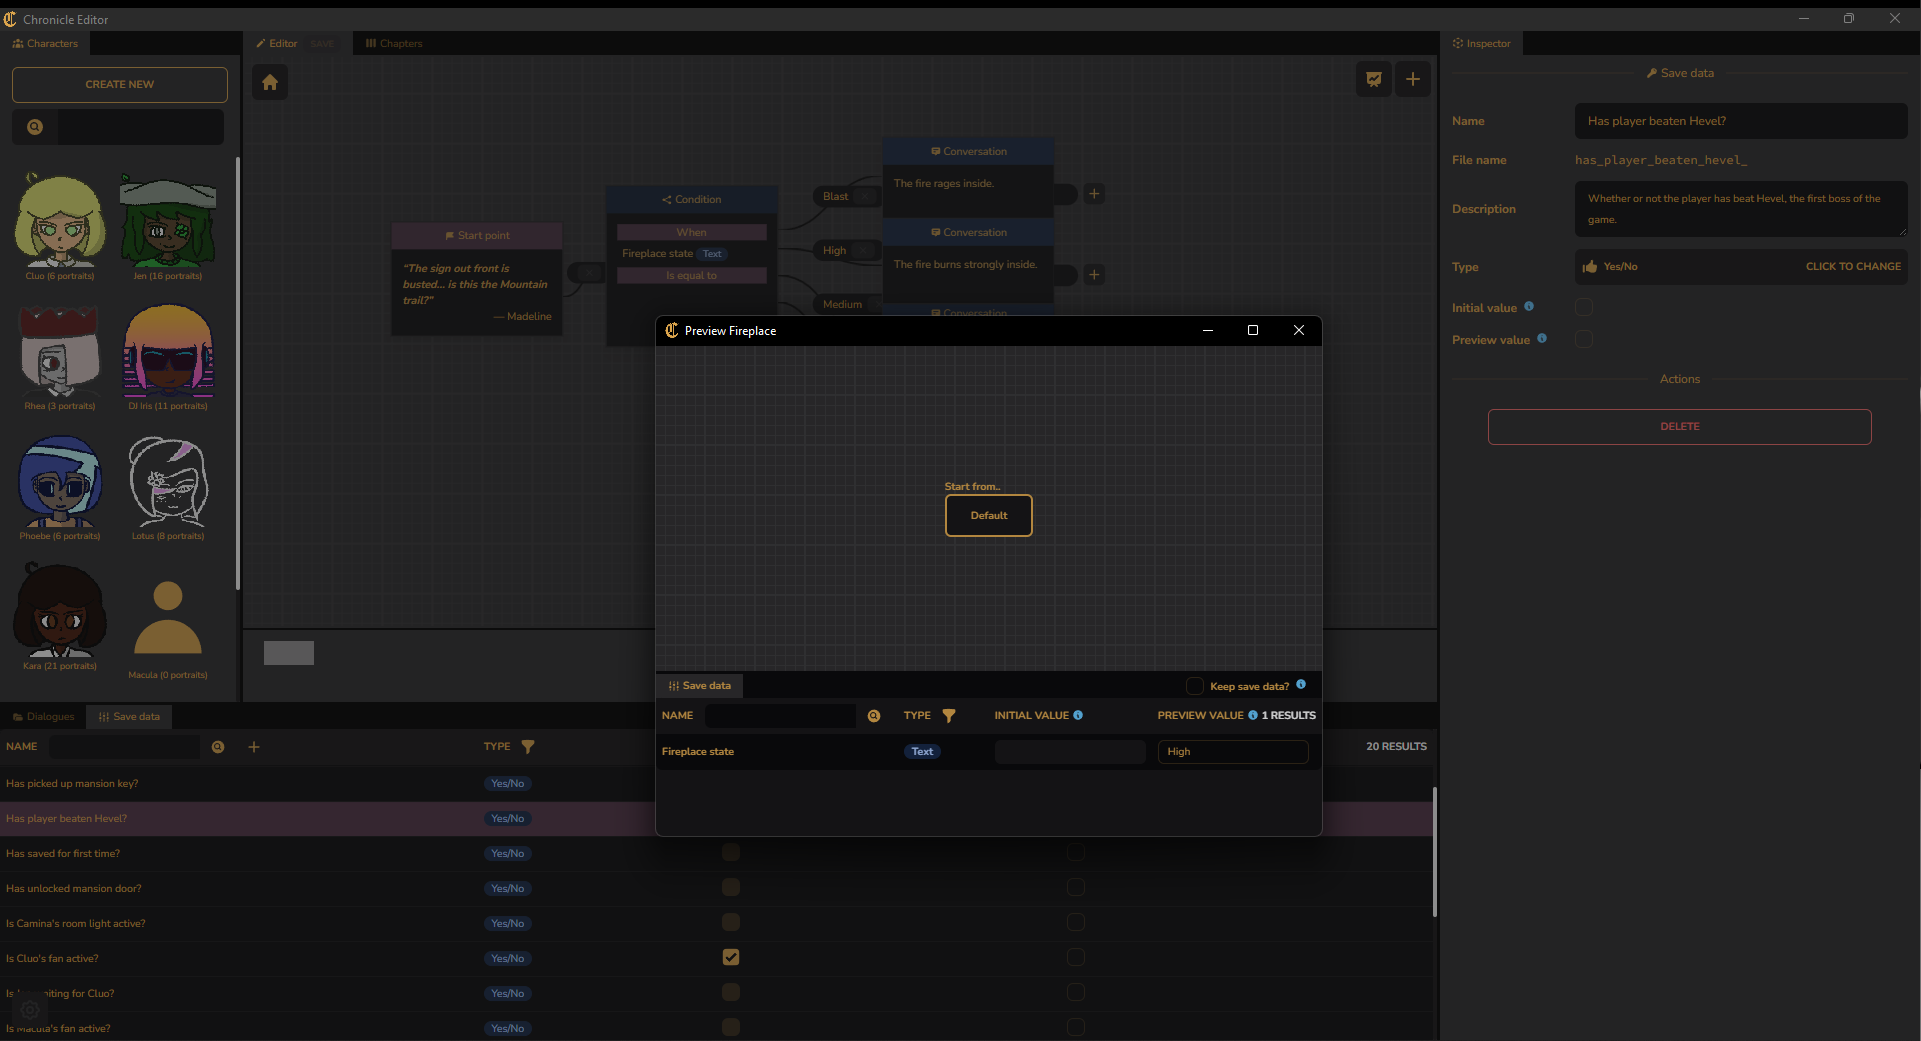 Chronicle Editor
Characters
CREATE NEW
Cluo (6 portraits)
Jen (16 portraits)
Rhea (3 portraits)
DJ Iris (11 portraits)
Phoebe (6 portraits)
Lotus (8 portraits)
Kara (21 portraits)
Macula (0 portraits)
Editor SAVE
Chapters
Start point
"The sign out front is
busted... is this the Mountain
trail?"
— Madeline
Condition
When
Fireplace state Text
Is equal to
Blast
High
Medium
Conversation
The fire rages inside.
Conversation
The fire burns strongly inside.
Conversation
Preview Fireplace
Start from..
Default
Save data
Keep save data?
NAME
TYPE
INITIAL VALUE
PREVIEW VALUE
1 RESULTS
Fireplace state
Text
High
Dialogues
Save data
NAME
TYPE
20 RESULTS
Has picked up mansion key? Yes/No
Has player beaten Hevel? Yes/No
Has saved for first time? Yes/No
Has unlocked mansion door? Yes/No
Is Camina's room light active? Yes/No
Is Cluo's fan active? Yes/No
Is waiting for Cluo? Yes/No
Is Macula's fan active? Yes/No
Inspector
Save data
Name
Has player beaten Hevel?
File name
has_player_beaten_hevel_
Description
Whether or not the player has beat Hevel, the first boss of the
game.
Type
Yes/No
CLICK TO CHANGE
Initial value
Preview value
Actions
DELETE